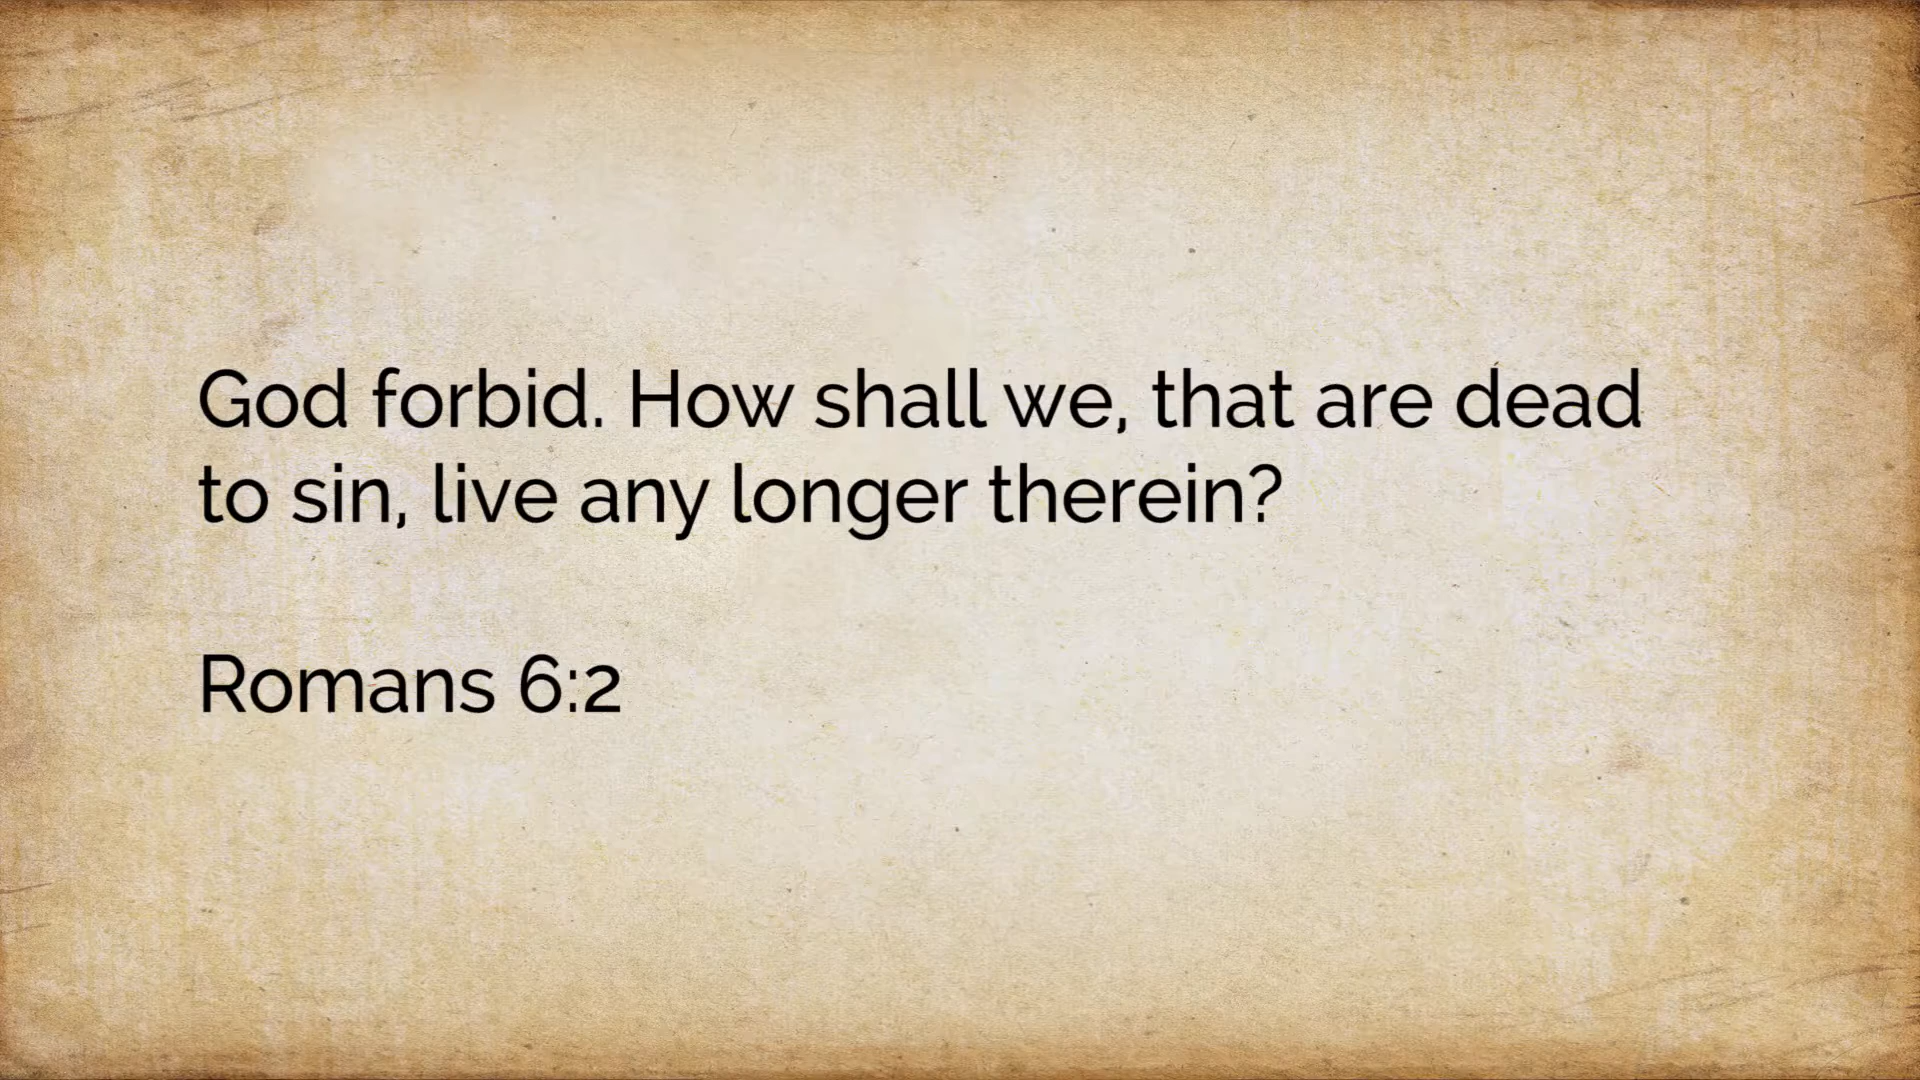 God forbid. How shall we, that are dead
to sin, live any longer therein?
Romans 6:2